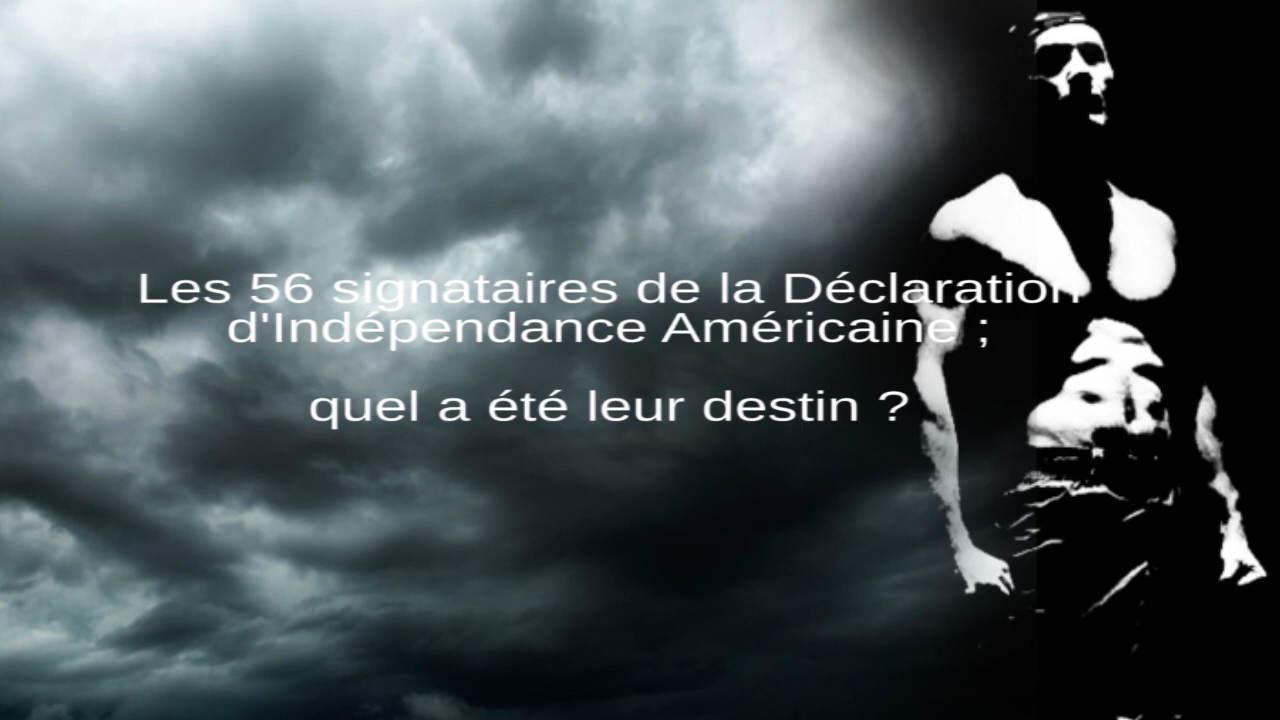 Les 56 signataires de la Déclaration
d'Indépendance Américaine ;
quel a été leur destin ?